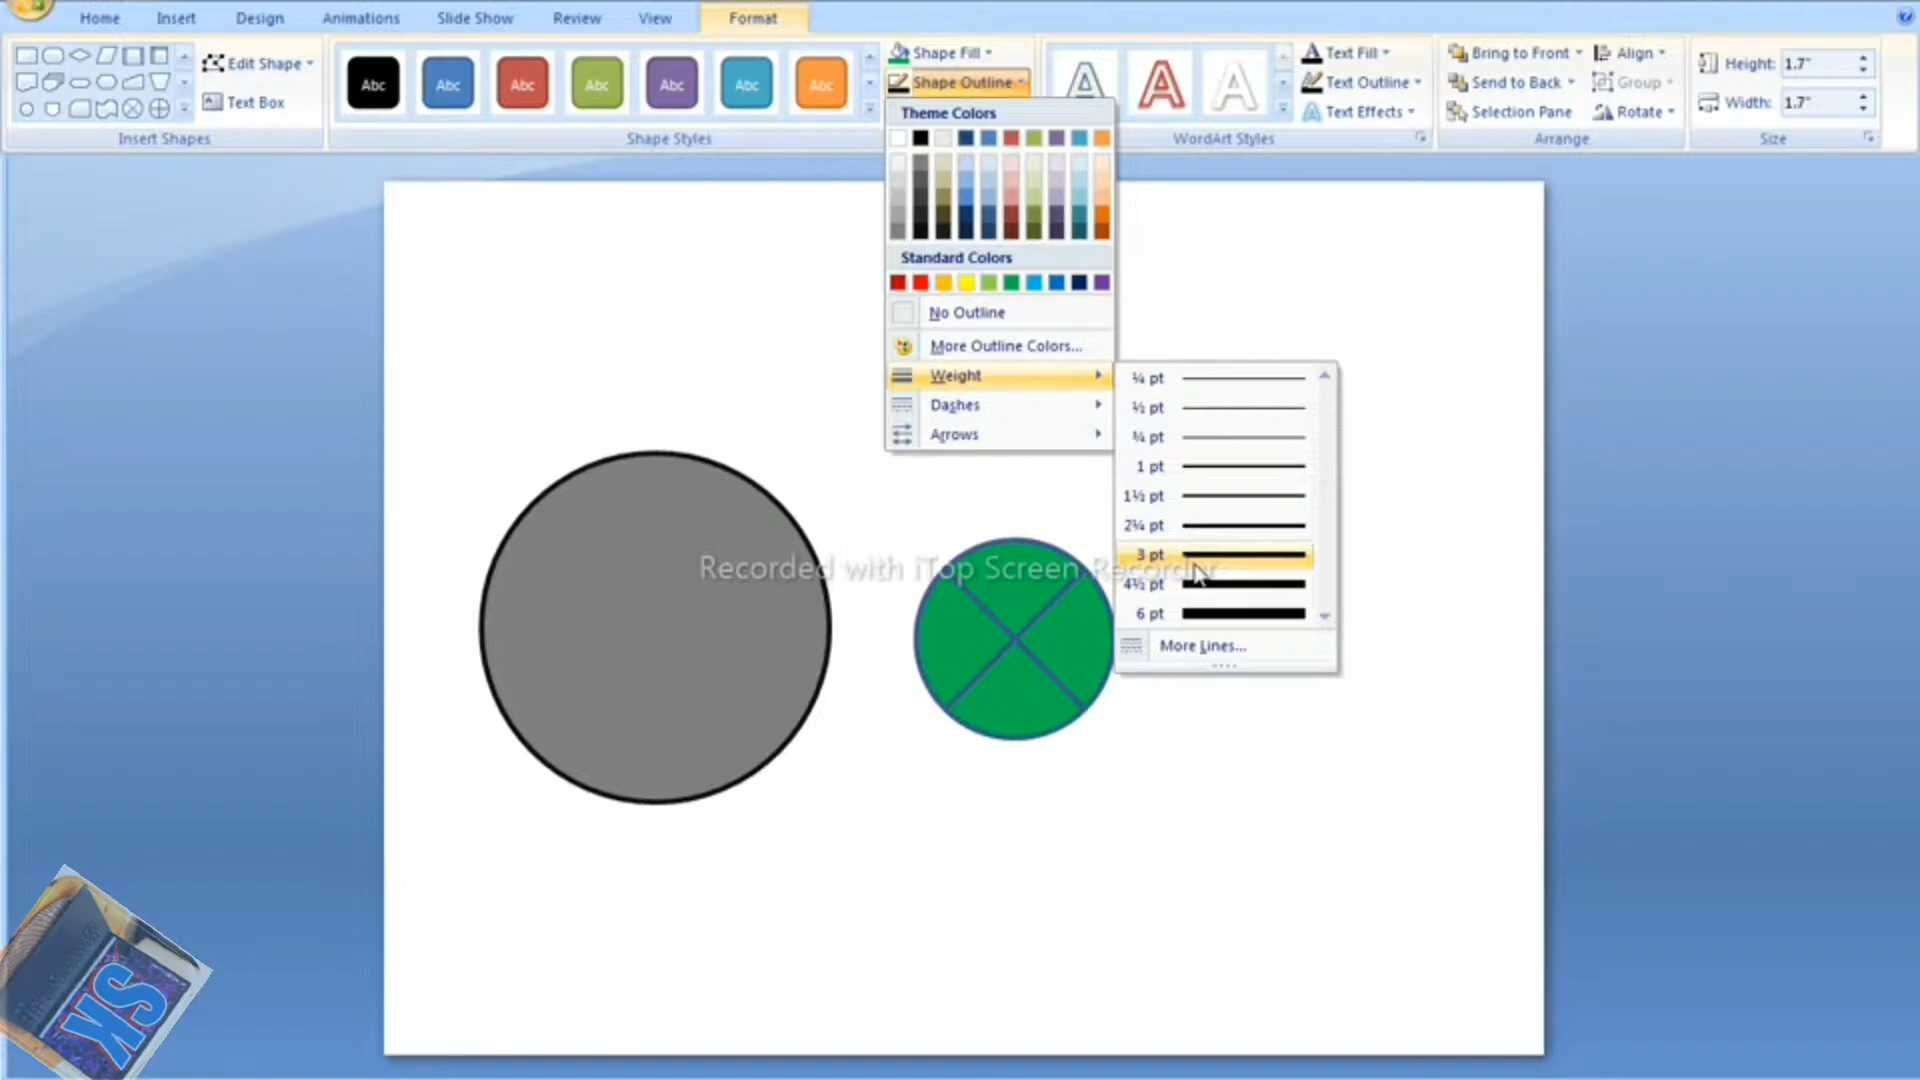 Home Insert Design Animations Slide Show Review View Format
Edit Shape
Text Box
Insert Shapes
Abc Abc Abc Abc Abc Abc Abc
Shape Styles
Shape Fill
Shape Outline
A A A
WordArt Styles
Text Fill
Text Outline
Text Effects
Bring to Front
Send to Back
Selection Pane
Align
Group
Rotate
Arrange
Height: 1.7"
Width: 1.7"
Size
Theme Colors
Standard Colors
No Outline
More Outline Colors...
Weight
Dashes
Arrows
¼ pt
½ pt
¾ pt
1 pt
1½ pt
2¼ pt
3 pt
4½ pt
6 pt
More Lines...
Recorded with iTop Screen Recorder
SK